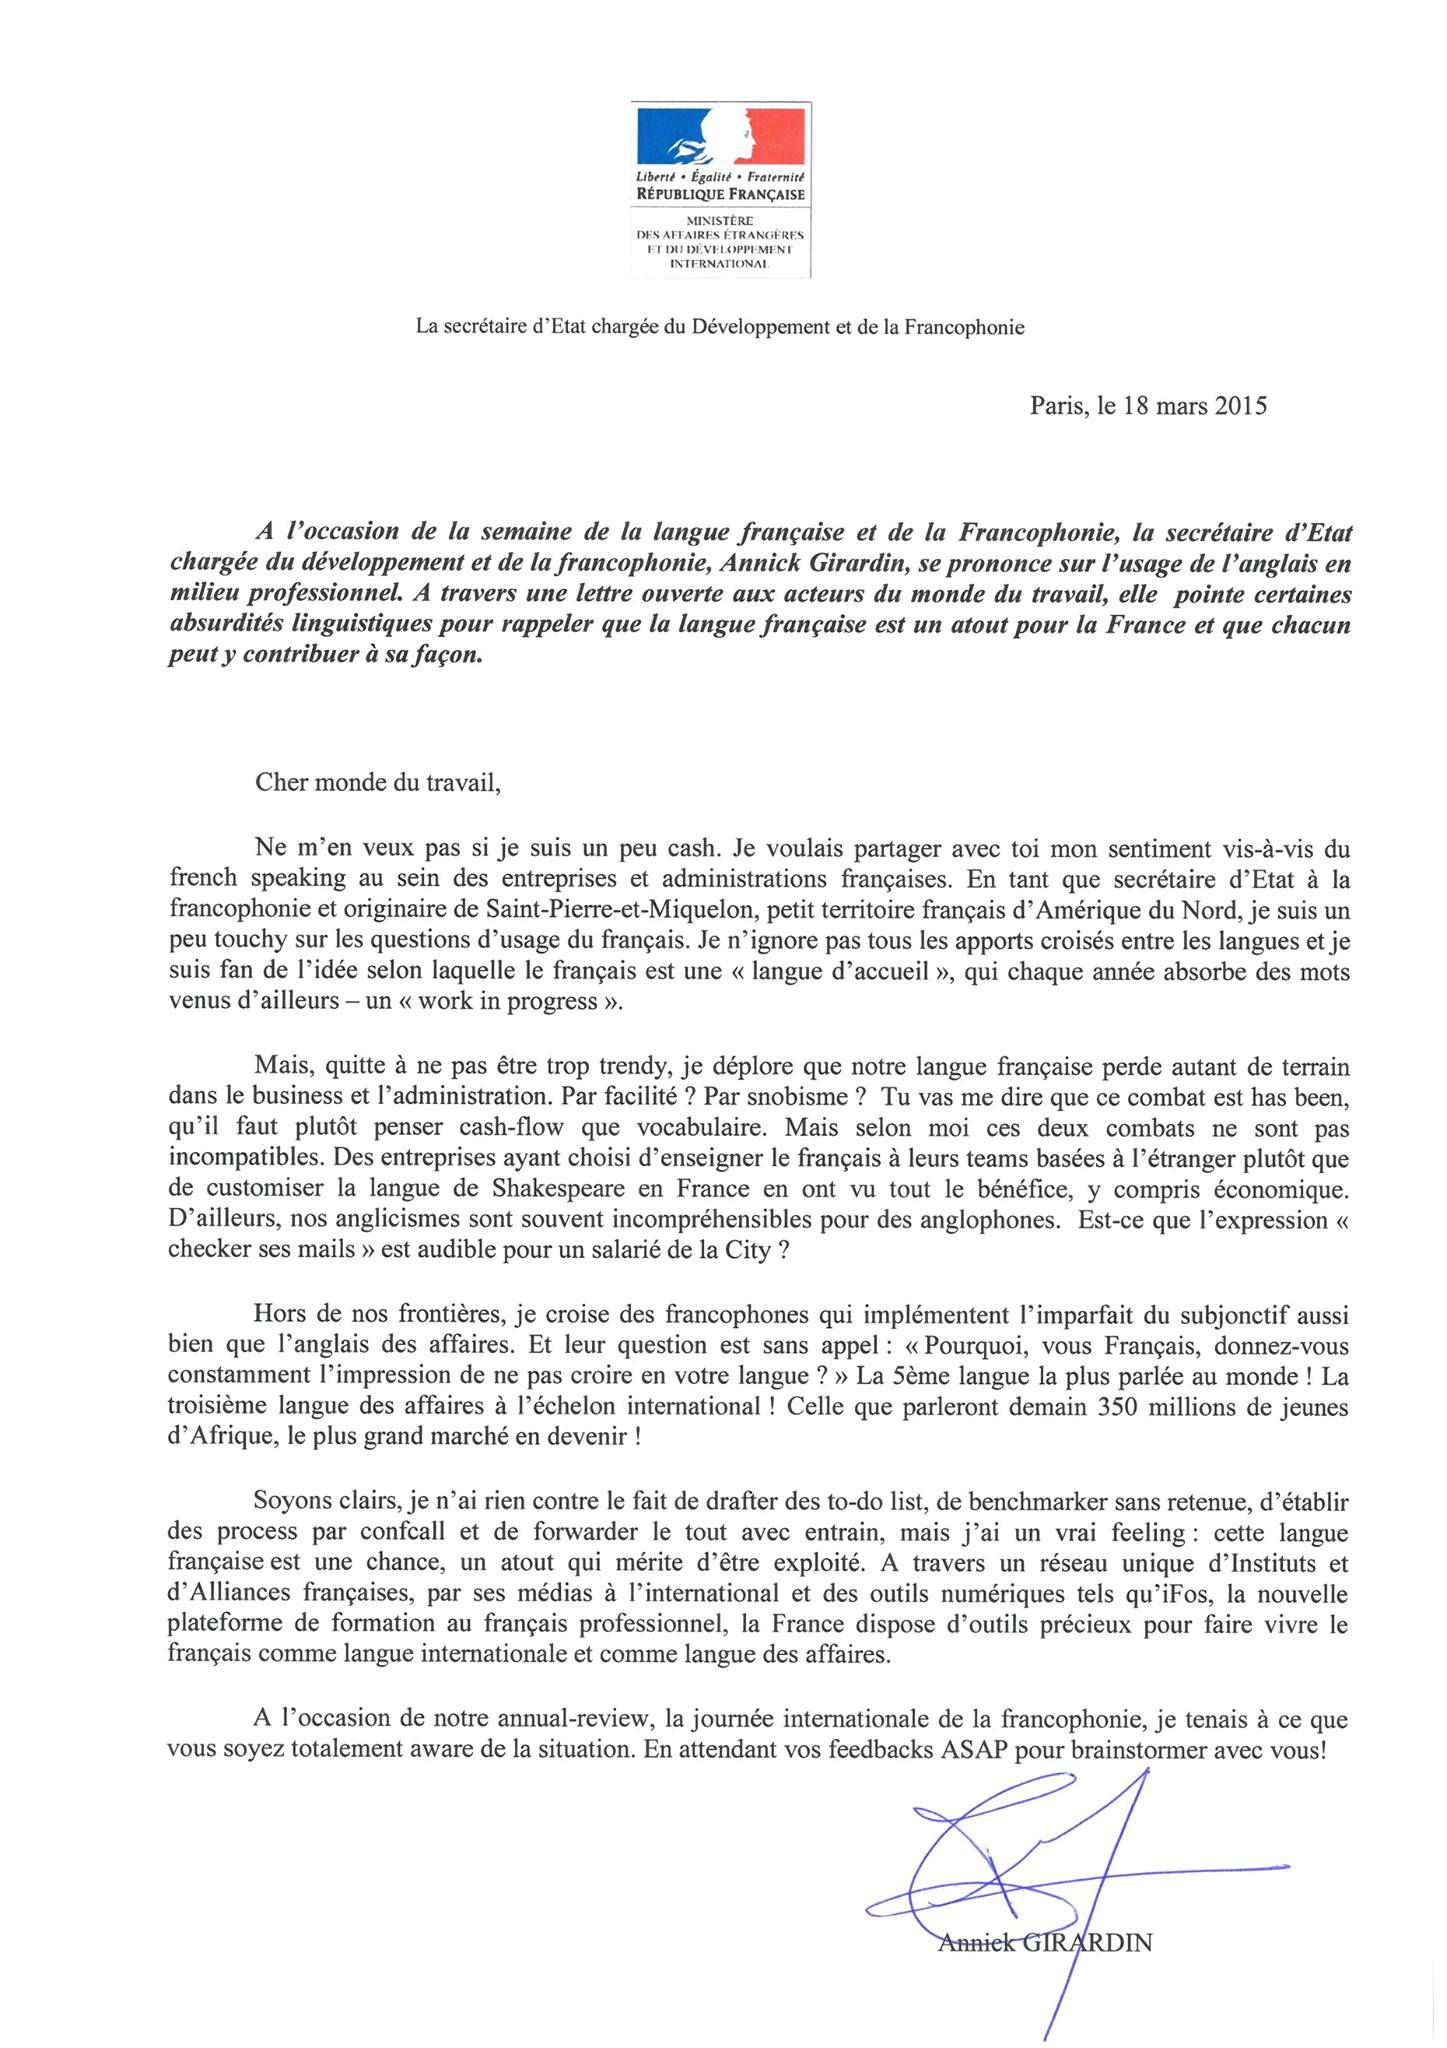 Liberté • Égalité • Fraternité
RÉPUBLIQUE FRANÇAISE
MINISTÈRE
DES AFFAIRES ÉTRANGÈRES
ET DU DÉVELOPPEMENT
INTERNATIONAL
La secrétaire d’Etat chargée du Développement et de la Francophonie
Paris, le 18 mars 2015
A l’occasion de la semaine de la langue française et de la Francophonie, la secrétaire d’Etat
chargée du développement et de la francophonie, Annick Girardin, se prononce sur l’usage de l’anglais en
milieu professionnel. A travers une lettre ouverte aux acteurs du monde du travail, elle pointe certaines
absurdités linguistiques pour rappeler que la langue française est un atout pour la France et que chacun
peut y contribuer à sa façon.
Cher monde du travail,
Ne m’en veux pas si je suis un peu cash. Je voulais partager avec toi mon sentiment vis-à-vis du
french speaking au sein des entreprises et administrations françaises. En tant que secrétaire d’Etat à la
francophonie et originaire de Saint-Pierre-et-Miquelon, petit territoire français d’Amérique du Nord, je suis un
peu touchy sur les questions d’usage du français. Je n’ignore pas tous les apports croisés entre les langues et je
suis fan de l’idée selon laquelle le français est une « langue d’accueil », qui chaque année absorbe des mots
venus d’ailleurs – un « work in progress ».
Mais, quitte à ne pas être trop trendy, je déplore que notre langue française perde autant de terrain
dans le business et l’administration. Par facilité ? Par snobisme ? Tu vas me dire que ce combat est has been,
qu’il faut plutôt penser cash-flow que vocabulaire. Mais selon moi ces deux combats ne sont pas
incompatibles. Des entreprises ayant choisi d’enseigner le français à leurs teams basées à l’étranger plutôt que
de customiser la langue de Shakespeare en France en ont vu tout le bénéfice, y compris économique.
D’ailleurs, nos anglicismes sont souvent incompréhensibles pour des anglophones. Est-ce que l’expression «
checker ses mails » est audible pour un salarié de la City ?
Hors de nos frontières, je croise des francophones qui implémentent l’imparfait du subjonctif aussi
bien que l’anglais des affaires. Et leur question est sans appel : « Pourquoi, vous Français, donnez-vous
constamment l’impression de ne pas croire en votre langue ? » La 5ème langue la plus parlée au monde ! La
troisième langue des affaires à l’échelon international ! Celle que parleront demain 350 millions de jeunes
d’Afrique, le plus grand marché en devenir !
Soyons clairs, je n’ai rien contre le fait de drafter des to-do list, de benchmarker sans retenue, d’établir
des process par confcall et de forwarder le tout avec entrain, mais j’ai un vrai feeling : cette langue
française est une chance, un atout qui mérite d’être exploité. A travers un réseau unique d’Instituts et
d’Alliances françaises, par ses médias à l’international et des outils numériques tels qu’iFos, la nouvelle
plateforme de formation au français professionnel, la France dispose d’outils précieux pour faire vivre le
français comme langue internationale et comme langue des affaires.
A l’occasion de notre annual-review, la journée internationale de la francophonie, je tenais à ce que
vous soyez totalement aware de la situation. En attendant vos feedbacks ASAP pour brainstormer avec vous!
Annick GIRARDIN